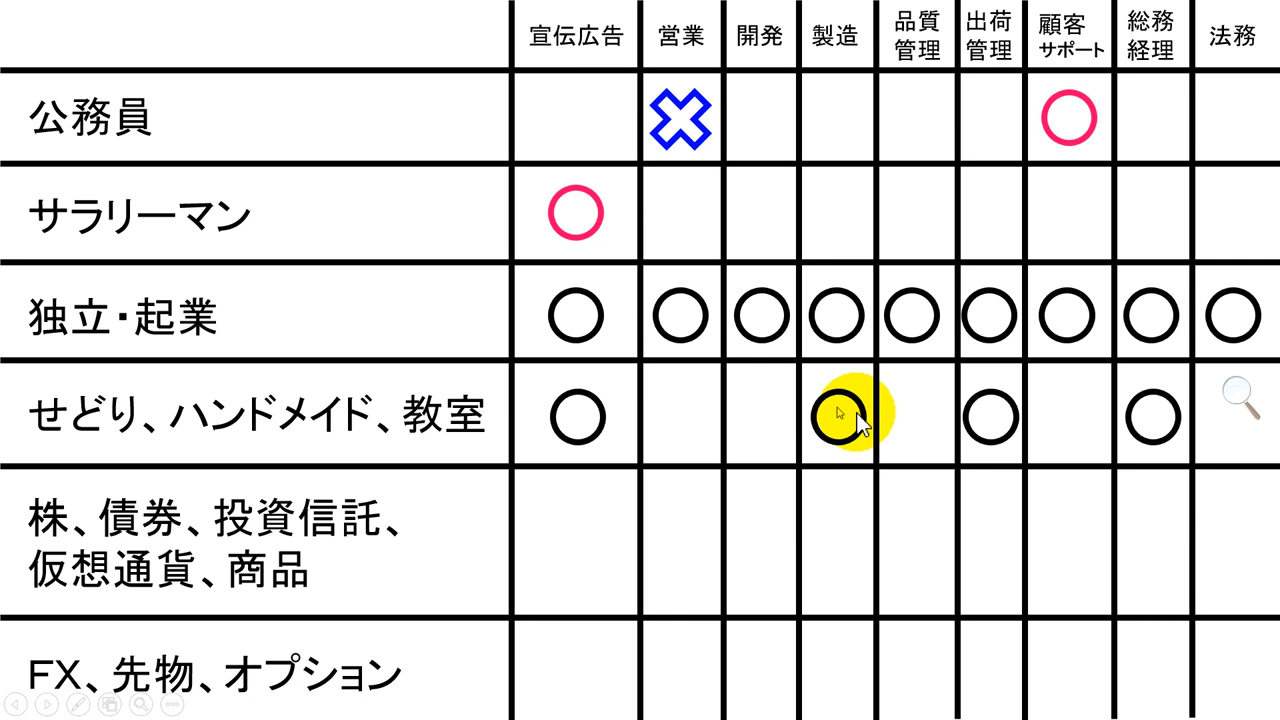 宣伝広告 営業 開発 製造 品質管理 出荷管理 顧客サポート 総務経理 法務
公務員
サラリーマン
独立・起業
せどり、ハンドメイド、教室
株、債券、投資信託、
仮想通貨、商品
FX、先物、オプション